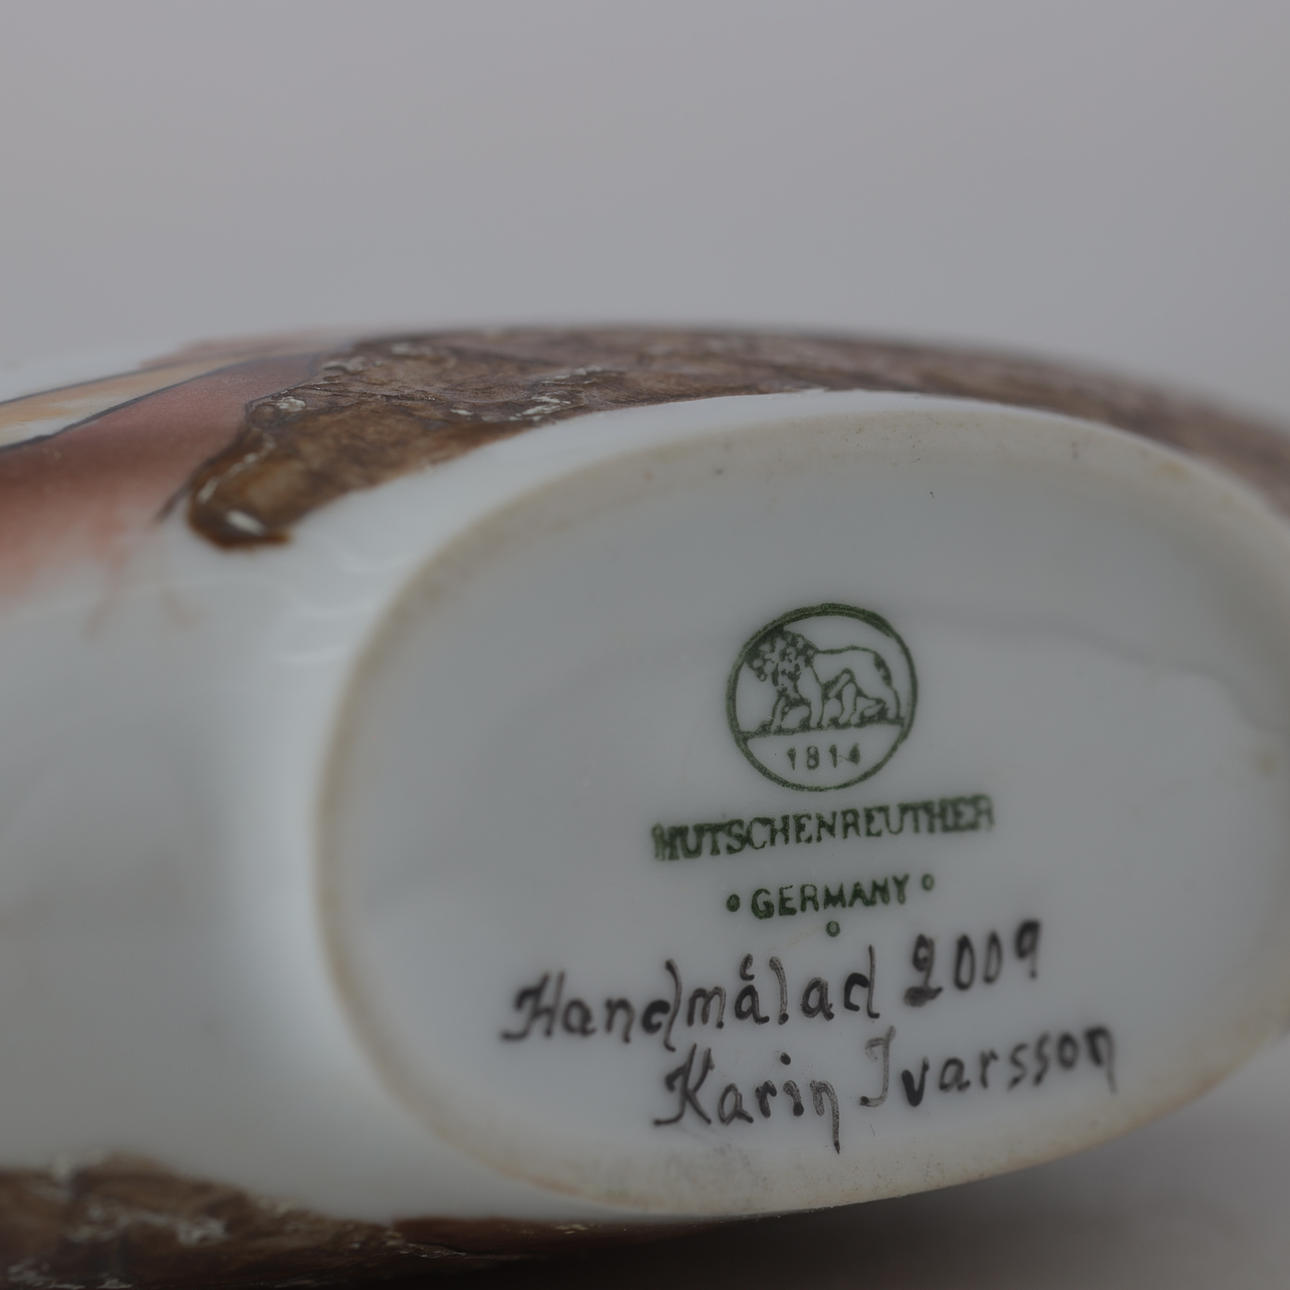 1814
HUTSCHENREUTHER
GERMANY
Handmålad 2009
Karin Ivarsson